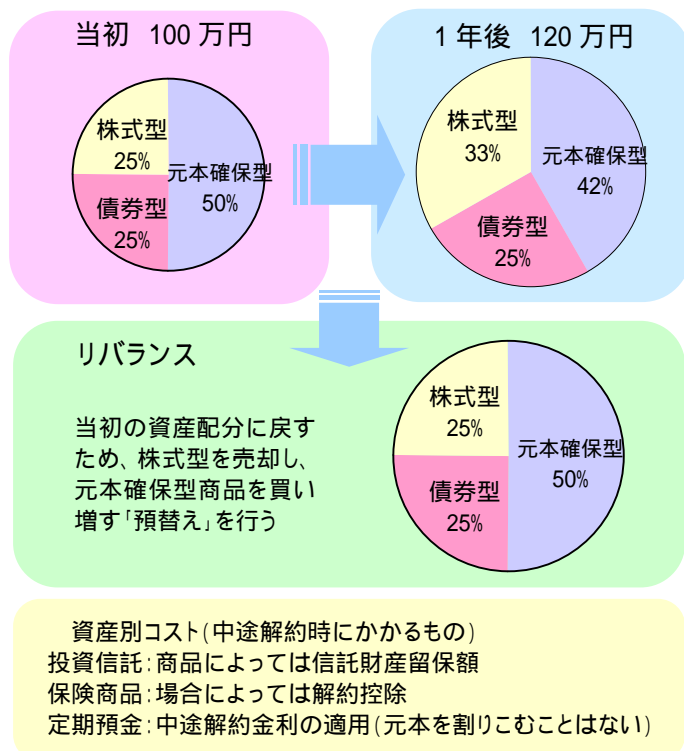 当初 100 万円
株式型
25%
元本確保型
50%
債券型
25%
1 年後 120 万円
株式型
33%
元本確保型
42%
債券型
25%
リバランス
当初の資産配分に戻す
ため、株式型を売却し、
元本確保型商品を買い
増す「預替え」を行う
株式型
25%
元本確保型
50%
債券型
25%
資産別コスト(中途解約時にかかるもの)
投資信託:商品によっては信託財産留保額
保険商品:場合によっては解約控除
定期預金:中途解約金利の適用(元本を割りこむことはない)